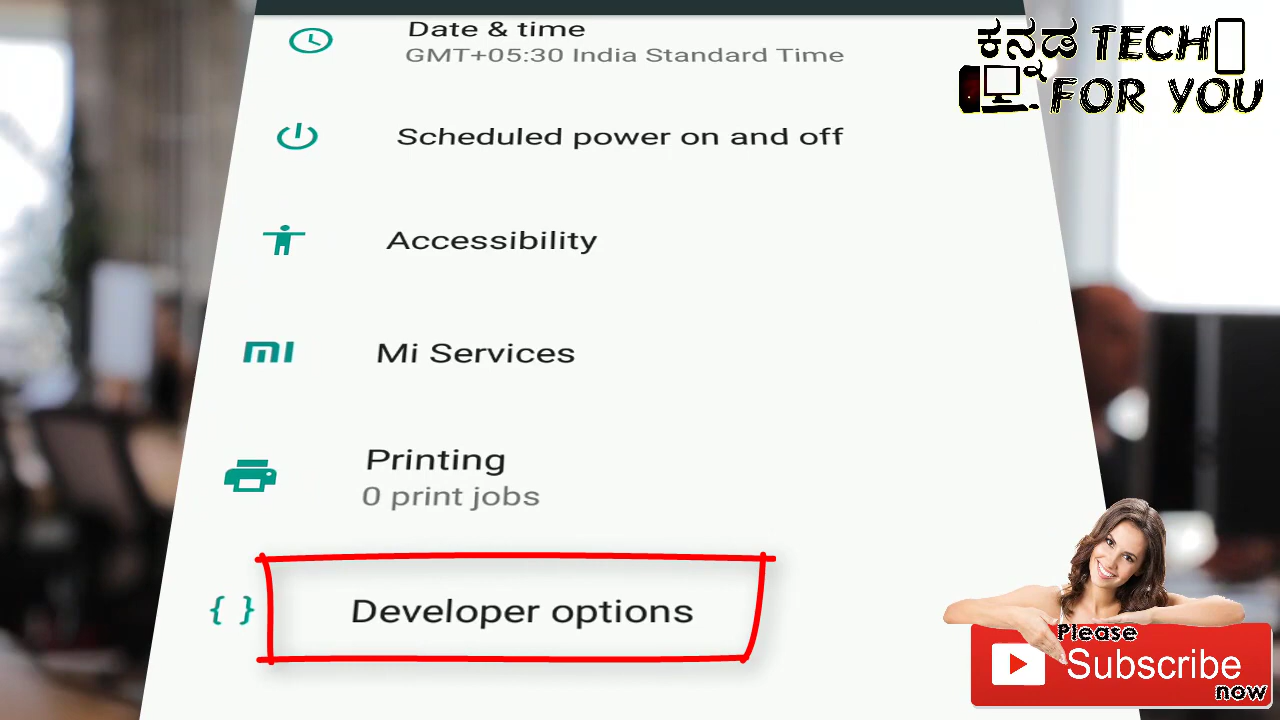 Date & time
GMT+05:30 India Standard Time
Scheduled power on and off
Accessibility
Mi Services
Printing
0 print jobs
{ } Developer options
ಕನ್ನಡ TECH
FOR YOU
Please
Subscribe
now